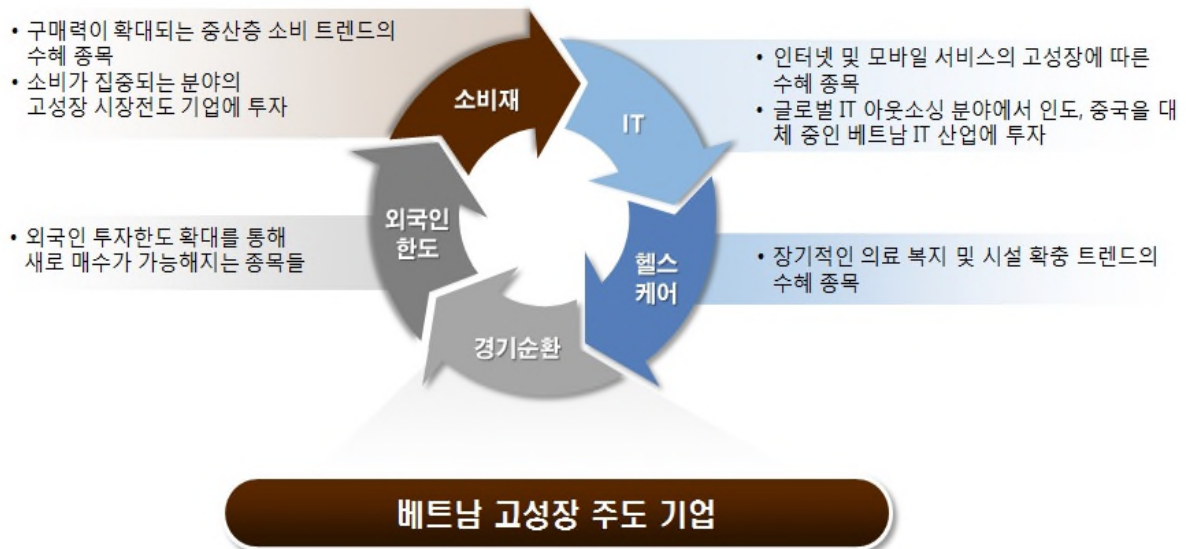 • 구매력이 확대되는 중산층 소비 트렌드의
수혜 종목
• 소비가 집중되는 분야의
고성장 시장전도 기업에 투자
소비재
IT
• 인터넷 및 모바일 서비스의 고성장에 따른
수혜 종목
• 글로벌 IT 아웃소싱 분야에서 인도, 중국을 대
체 중인 베트남 IT 산업에 투자
외국인
한도
• 외국인 투자한도 확대를 통해
새로 매수가 가능해지는 종목들
헬스
케어
• 장기적인 의료 복지 및 시설 확충 트렌드의
수혜 종목
경기순환
베트남 고성장 주도 기업